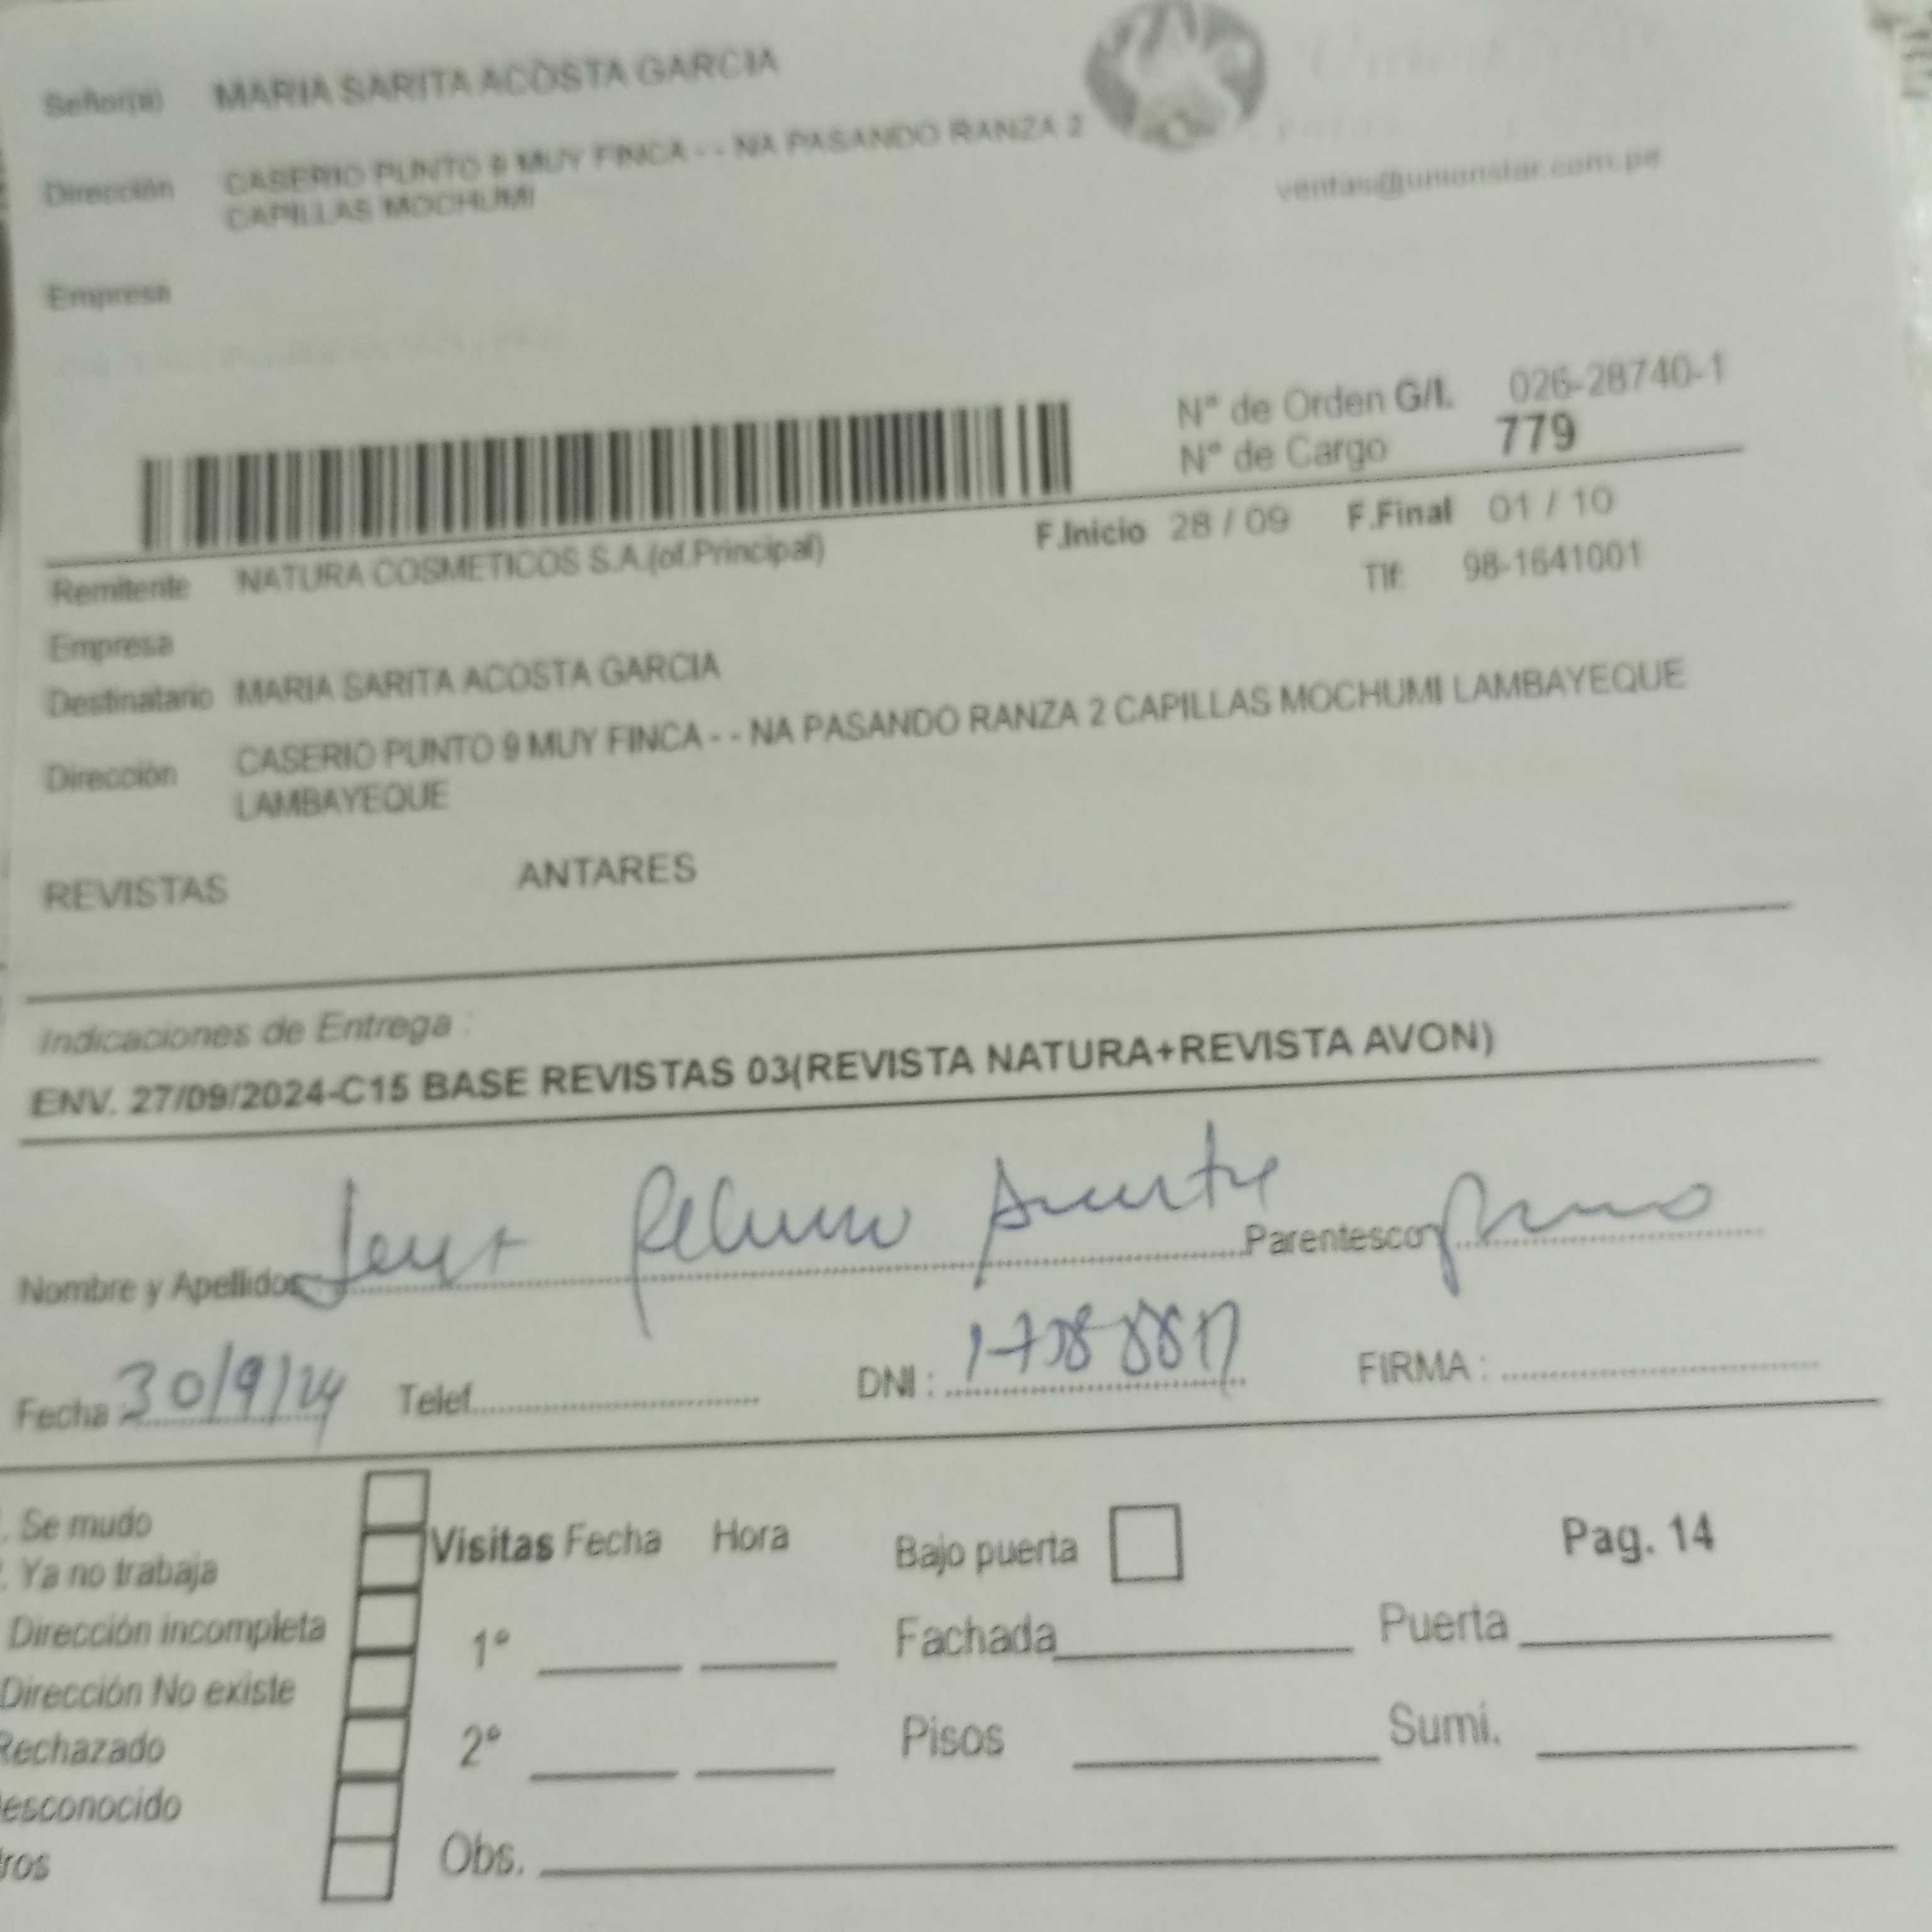 Señor(a) MARIA SARITA ACOSTA GARCIA
Dirección CASERIO PUNTO 9 MUY FINCA - - NA PASANDO RANZA 2
CAPILLAS MOCHUMI
ventas@unionstar.com.pe
Empresa
N° de Orden G/I. 026-28740-1
N° de Cargo 779
F.Inicio 28 / 09 F.Final 01 / 10
Remitente NATURA COSMETICOS S.A.(of.Principal)
Tlf: 98-1641001
Empresa
Destinatario MARIA SARITA ACOSTA GARCIA
Dirección CASERIO PUNTO 9 MUY FINCA - - NA PASANDO RANZA 2 CAPILLAS MOCHUMI LAMBAYEQUE
LAMBAYEQUE
REVISTAS ANTARES
Indicaciones de Entrega :
ENV. 27/09/2024-C15 BASE REVISTAS 03(REVISTA NATURA+REVISTA AVON)
Nombre y Apellidos Parentesco
Fecha 30/9/24 Telef. DNI : FIRMA :
Se mudo
Ya no trabaja
Dirección incompleta
Dirección No existe
Rechazado
esconocido
ros
Visitas Fecha Hora
1°
2°
Obs.
Bajo puerta
Pag. 14
Fachada Puerta
Pisos Sumi.